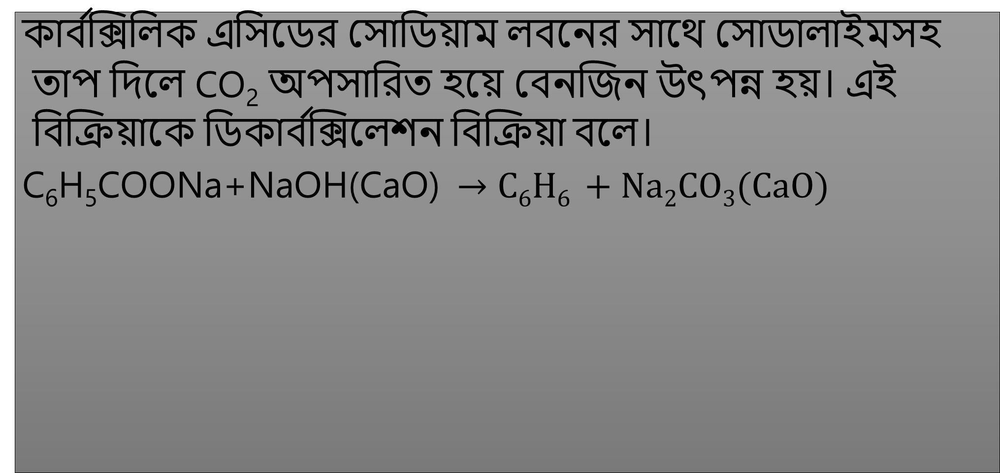 কার্বক্সিলিক এসিডের সোডিয়াম লবনের সাথে সোডালাইমসহ
তাপ দিলে CO₂ অপসারিত হয়ে বেনজিন উৎপন্ন হয়। এই
বিক্রিয়াকে ডিকার্বক্সিলেশন বিক্রিয়া বলে।
C₆H₅COONa+NaOH(CaO) → C₆H₆ + Na₂CO₃(CaO)